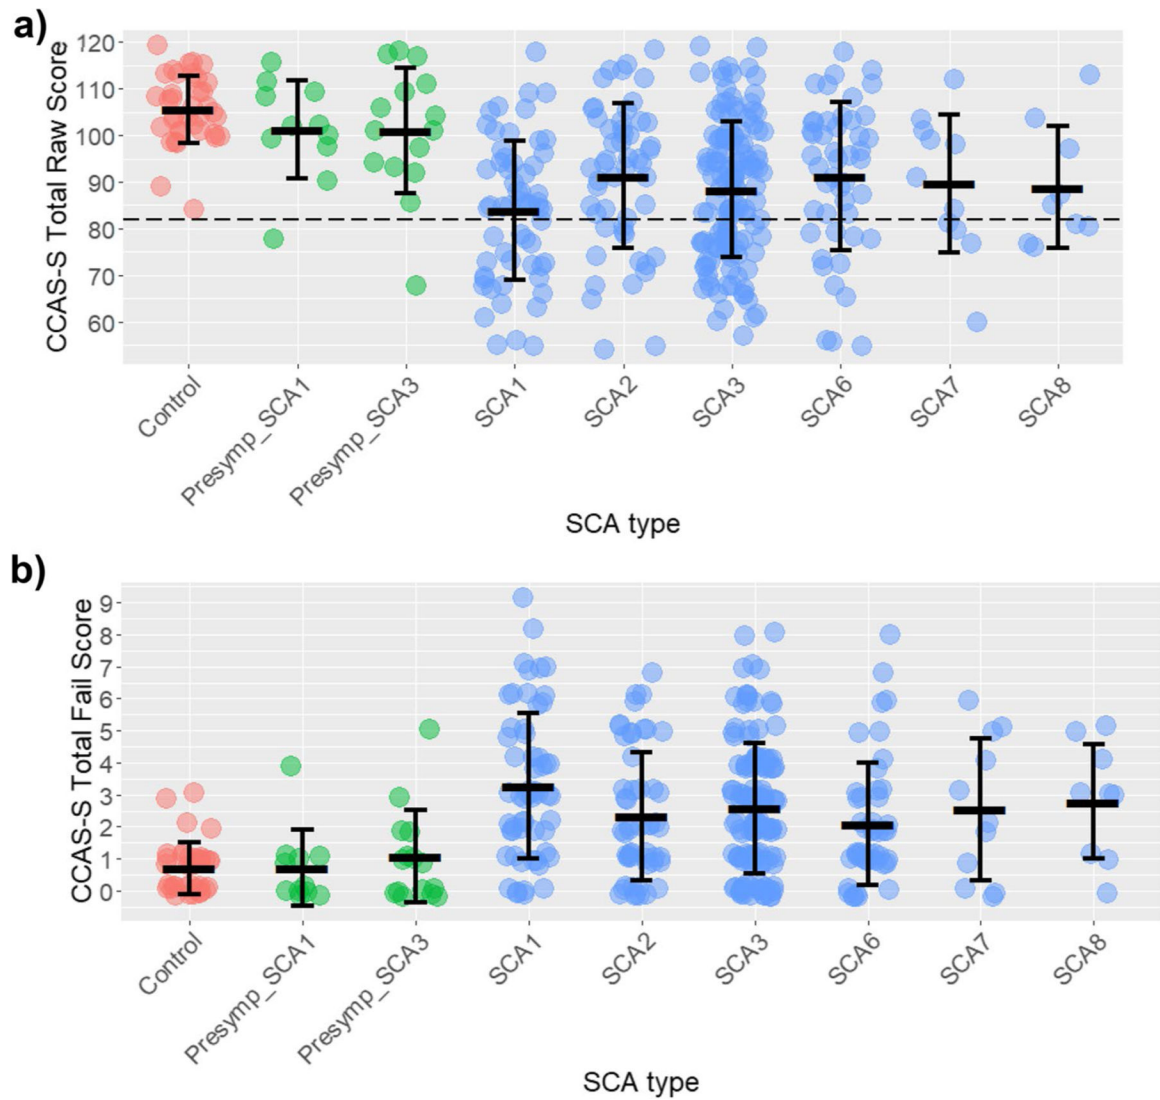 a)
CCAS-S Total Raw Score
120
110
100
90
80
70
60
Control
Presymp_SCA1
Presymp_SCA3
SCA1
SCA2
SCA3
SCA6
SCA7
SCA8
SCA type
b)
CCAS-S Total Fail Score
9
8
7
6
5
4
3
2
1
0
Control
Presymp_SCA1
Presymp_SCA3
SCA1
SCA2
SCA3
SCA6
SCA7
SCA8
SCA type